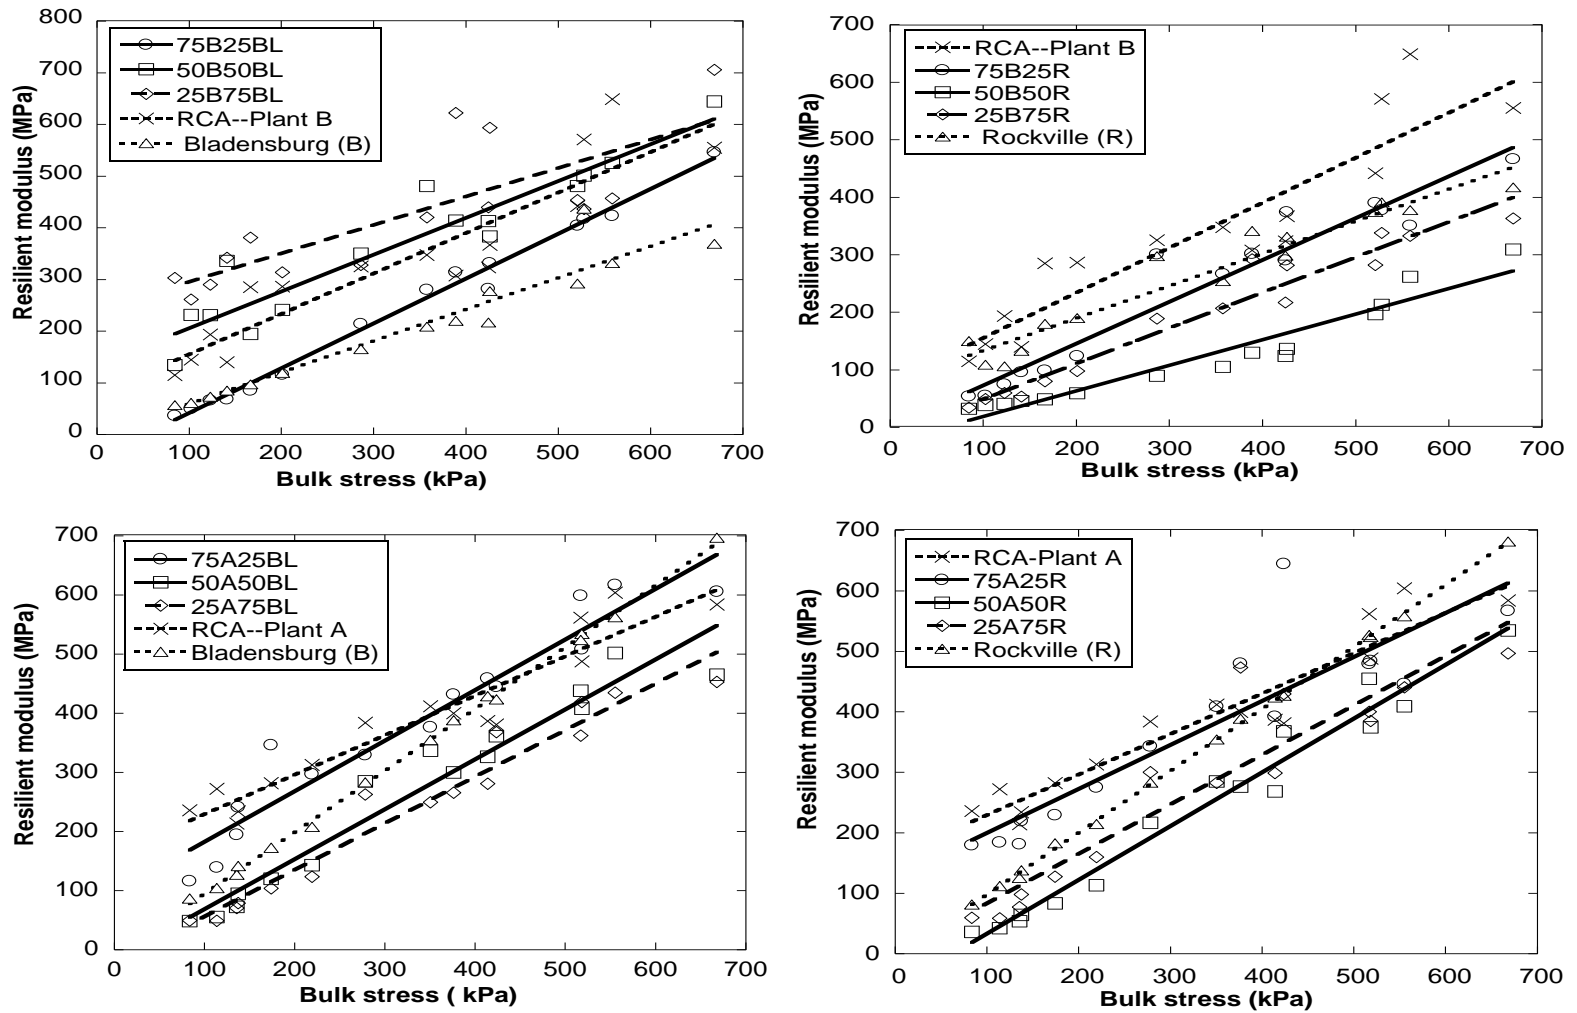 800
700
600
500
400
300
200
100
0
Resilient modulus (MPa)
75B25BL
50B50BL
25B75BL
RCA--Plant B
Bladensburg (B)
0 100 200 300 400 500 600 700
Bulk stress (kPa)
700
600
500
400
300
200
100
0
Resilient modulus (MPa)
RCA--Plant B
75B25R
50B50R
25B75R
Rockville (R)
0 100 200 300 400 500 600 700
Bulk stress (kPa)
700
600
500
400
300
200
100
0
Resilient modulus (MPa)
75A25BL
50A50BL
25A75BL
RCA--Plant A
Bladensburg (B)
0 100 200 300 400 500 600 700
Bulk stress ( kPa)
700
600
500
400
300
200
100
0
Resilient modulus (MPa)
RCA-Plant A
75A25R
50A50R
25A75R
Rockville (R)
0 100 200 300 400 500 600 700
Bulk stress (kPa)